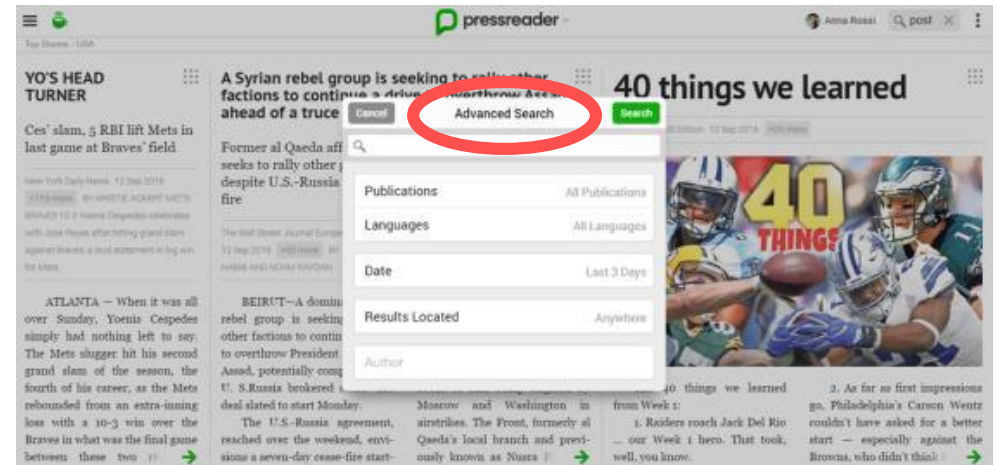 pressreader
Anna Rossi
post
Top Stories - USA
YO'S HEAD
TURNER
Ces' slam, 5 RBI lift Mets in
last game at Braves' field
New York Daily News 12 Sep 2016
ATLANTA — When it was all
over Sunday, Yoenis Cespedes
simply had nothing left to say.
The Mets slugger hit his second
grand slam of the season, the
fourth of his career, as the Mets
rebounded from an extra-inning
loss with a 10-3 win over the
Braves in what was the final game
between these two
A Syrian rebel group is seeking to rally other
factions to continue a drive
overthrow Assad
ahead of a truce
Former al Qaeda aff
seeks to rally other
despite U.S.-Russia
fire
The Wall Street Journal Europe
BEIRUT—A domin
rebel group is seeking
other factions to contin
to overthrow President
Assad, potentially comp
U. S.Russia brokered
deal slated to start Monday.
The U.S.-Russia agreement,
reached over the weekend, envi-
sions a seven-day cease-fire start-
Moscow and Washington in
airstrikes. The Front, formerly al
Qaeda's local branch and previ-
ously known as Nusra
Cancel
Advanced Search
Search
Publications
All Publications
Languages
All Languages
Date
Last 3 Days
Results Located
Anywhere
Author
40 things we learned
12 Sep 2016
40
THINGS
40 things we learned
from Week 1:
1. Raiders roach Jack Del Rio
... our Week 1 hero. That took,
well, you know.
2. As far as first impressions
go, Philadelphia's Carson Wentz
couldn't have asked for a better
start — especially against the
Browns, who didn't think